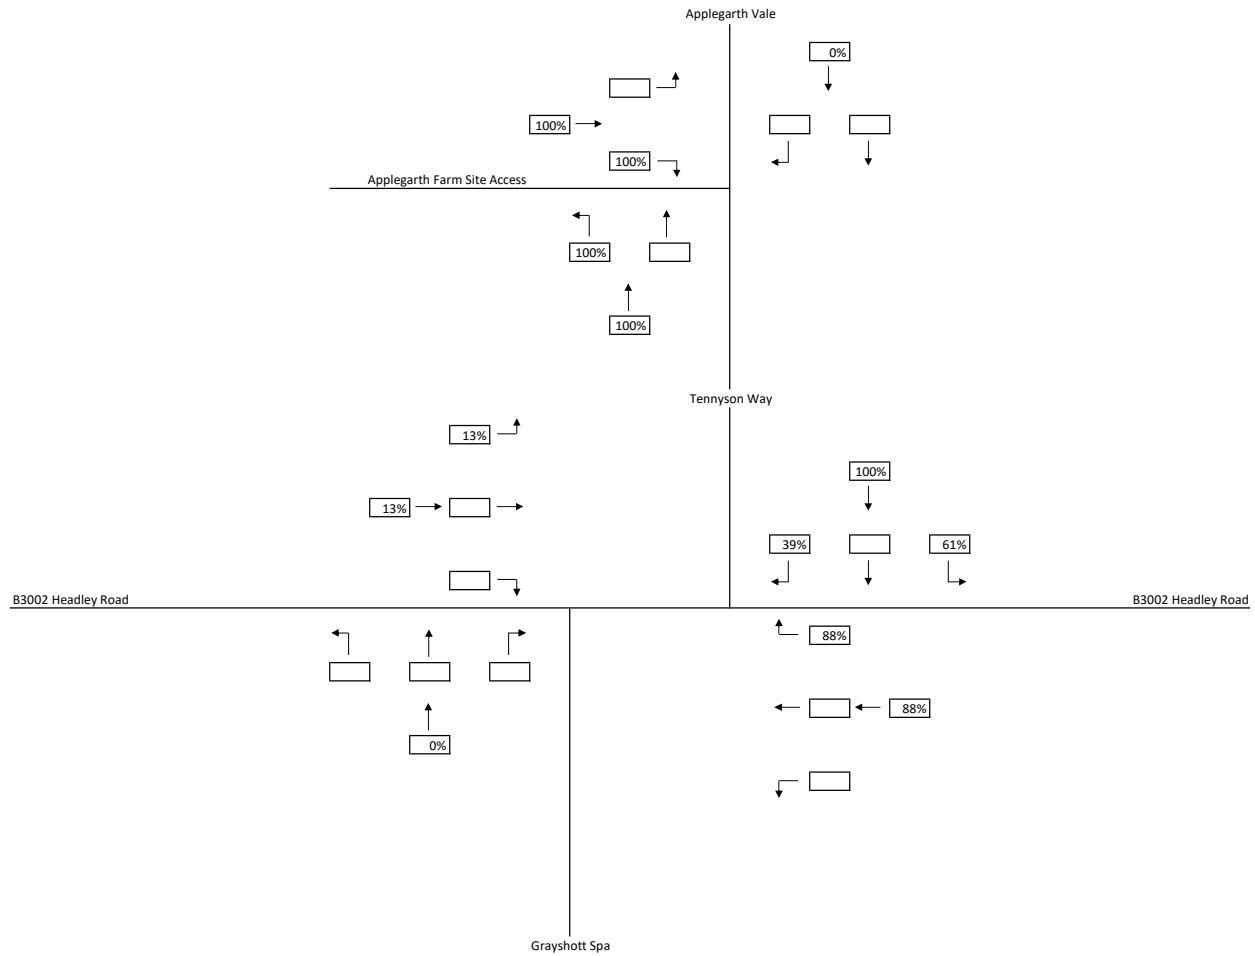 Applegarth Vale
0%
100%
100%
Applegarth Farm Site Access
100%
100%
Tennyson Way
13%
100%
13%
39%
61%
B3002 Headley Road
B3002 Headley Road
88%
88%
0%
Grayshott Spa